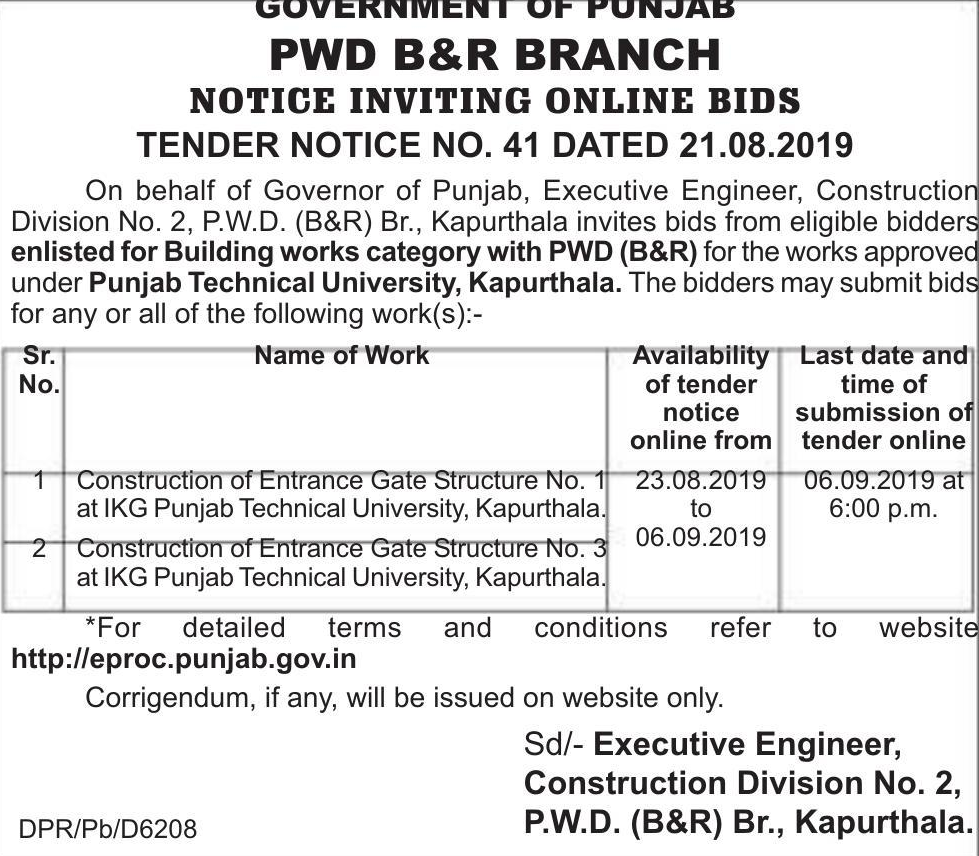 GOVERNMENT OF PUNJAB
PWD B&R BRANCH
NOTICE INVITING ONLINE BIDS
TENDER NOTICE NO. 41 DATED 21.08.2019
On behalf of Governor of Punjab, Executive Engineer, Construction
Division No. 2, P.W.D. (B&R) Br., Kapurthala invites bids from eligible bidders
enlisted for Building works category with PWD (B&R) for the works approved
under Punjab Technical University, Kapurthala. The bidders may submit bids
for any or all of the following work(s):-
Sr. No. Name of Work Availability of tender notice online from Last date and time of submission of tender online
1 Construction of Entrance Gate Structure No. 1 23.08.2019 06.09.2019 at
at IKG Punjab Technical University, Kapurthala. to 6:00 p.m.
06.09.2019
2 Construction of Entrance Gate Structure No. 3
at IKG Punjab Technical University, Kapurthala.
*For detailed terms and conditions refer to website
http://eproc.punjab.gov.in
Corrigendum, if any, will be issued on website only.
Sd/- Executive Engineer,
Construction Division No. 2,
P.W.D. (B&R) Br., Kapurthala.
DPR/Pb/D6208